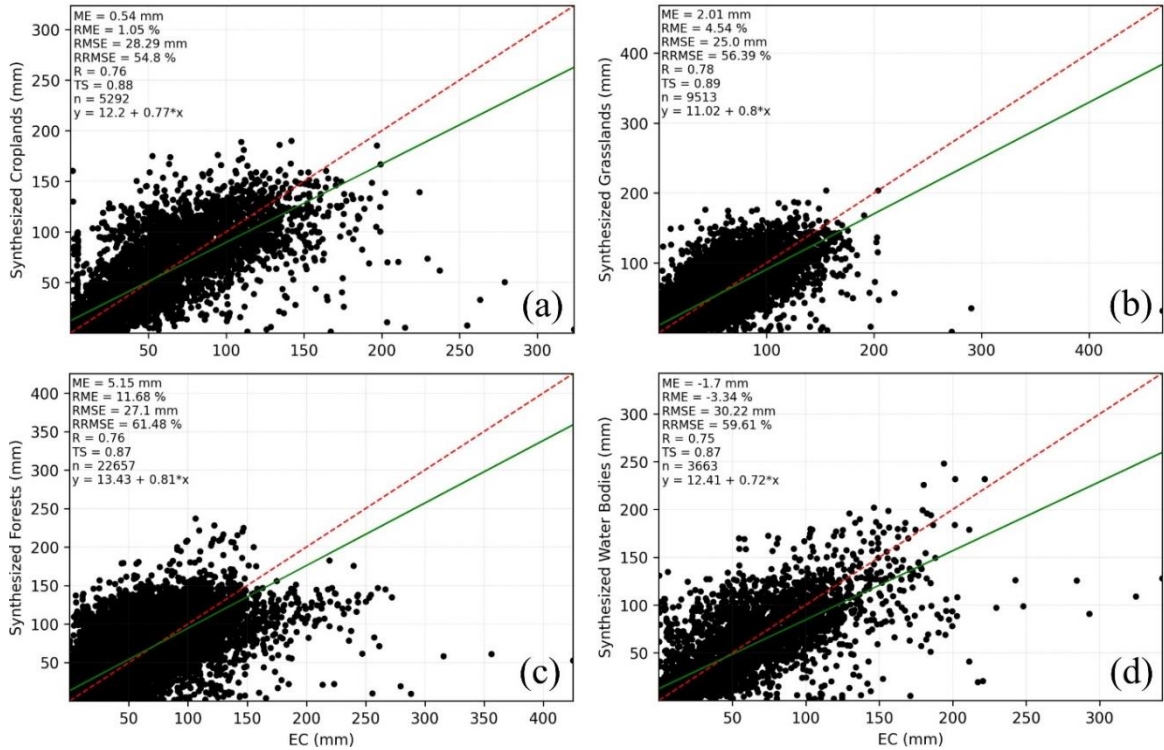 ME = 0.54 mm
RME = 1.05 %
RMSE = 28.29 mm
RRMSE = 54.8 %
R = 0.76
TS = 0.88
n = 5292
y = 12.2 + 0.77*x
Synthesized Croplands (mm)
300
250
200
150
100
50
50 100 150 200 250 300
(a)
ME = 2.01 mm
RME = 4.54 %
RMSE = 25.0 mm
RRMSE = 56.39 %
R = 0.78
TS = 0.89
n = 9513
y = 11.02 + 0.8*x
Synthesized Grasslands (mm)
400
300
200
100
100 200 300 400
(b)
ME = 5.15 mm
RME = 11.68 %
RMSE = 27.1 mm
RRMSE = 61.48 %
R = 0.76
TS = 0.87
n = 22657
y = 13.43 + 0.81*x
Synthesized Forests (mm)
400
350
300
250
200
150
100
50
50 100 150 200 250 300 350 400
EC (mm)
(c)
ME = -1.7 mm
RME = -3.34 %
RMSE = 30.22 mm
RRMSE = 59.61 %
R = 0.75
TS = 0.87
n = 3663
y = 12.41 + 0.72*x
Synthesized Water Bodies (mm)
300
250
200
150
100
50
50 100 150 200 250 300
EC (mm)
(d)